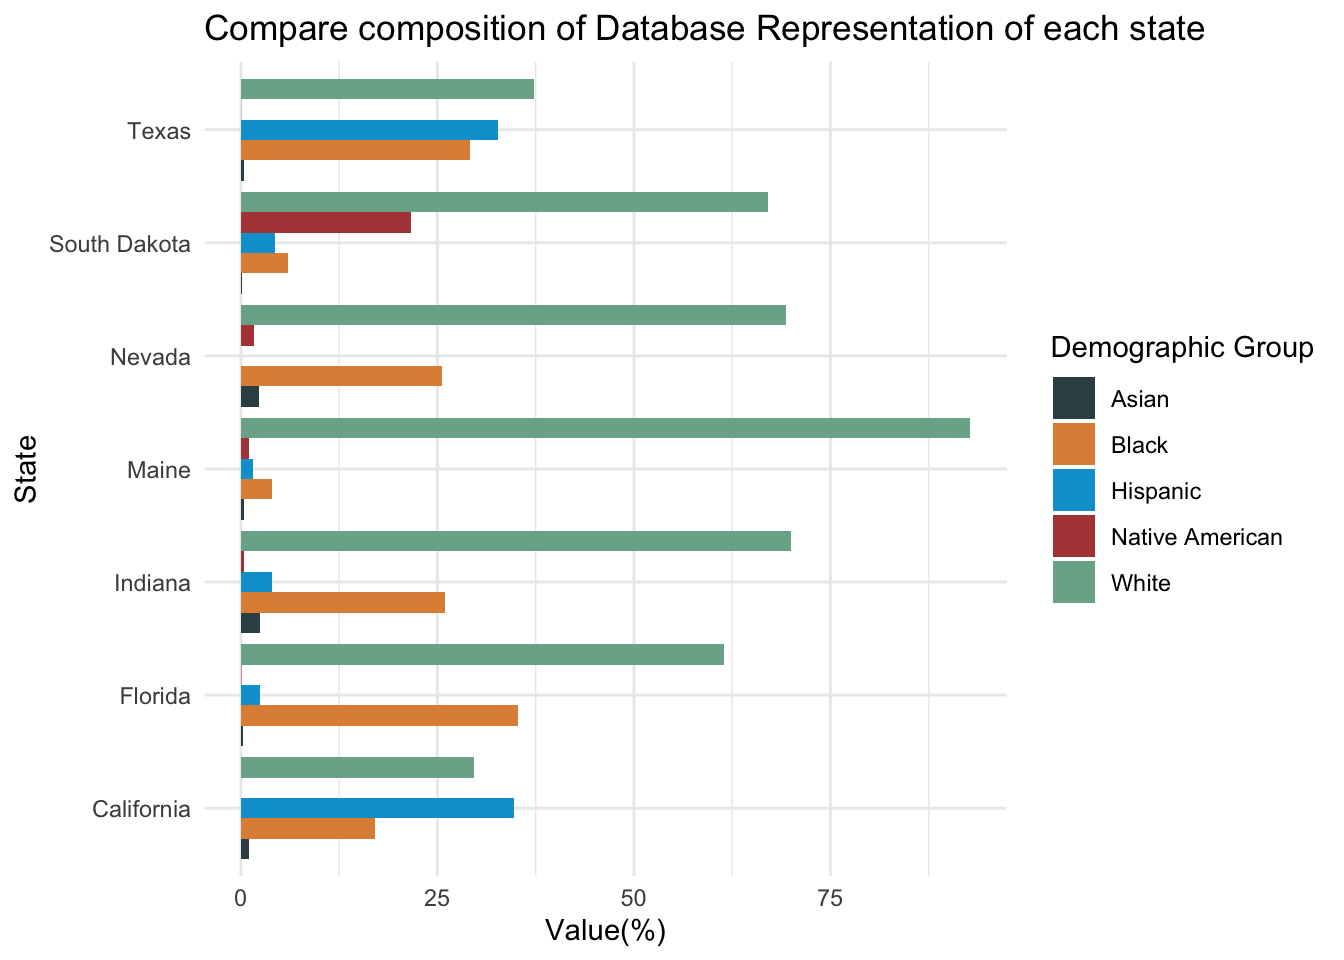 Compare composition of Database Representation of each state
Texas
South Dakota
Nevada
Maine
Indiana
Florida
California
State
0 25 50 75
Value(%)
Demographic Group
Asian
Black
Hispanic
Native American
White